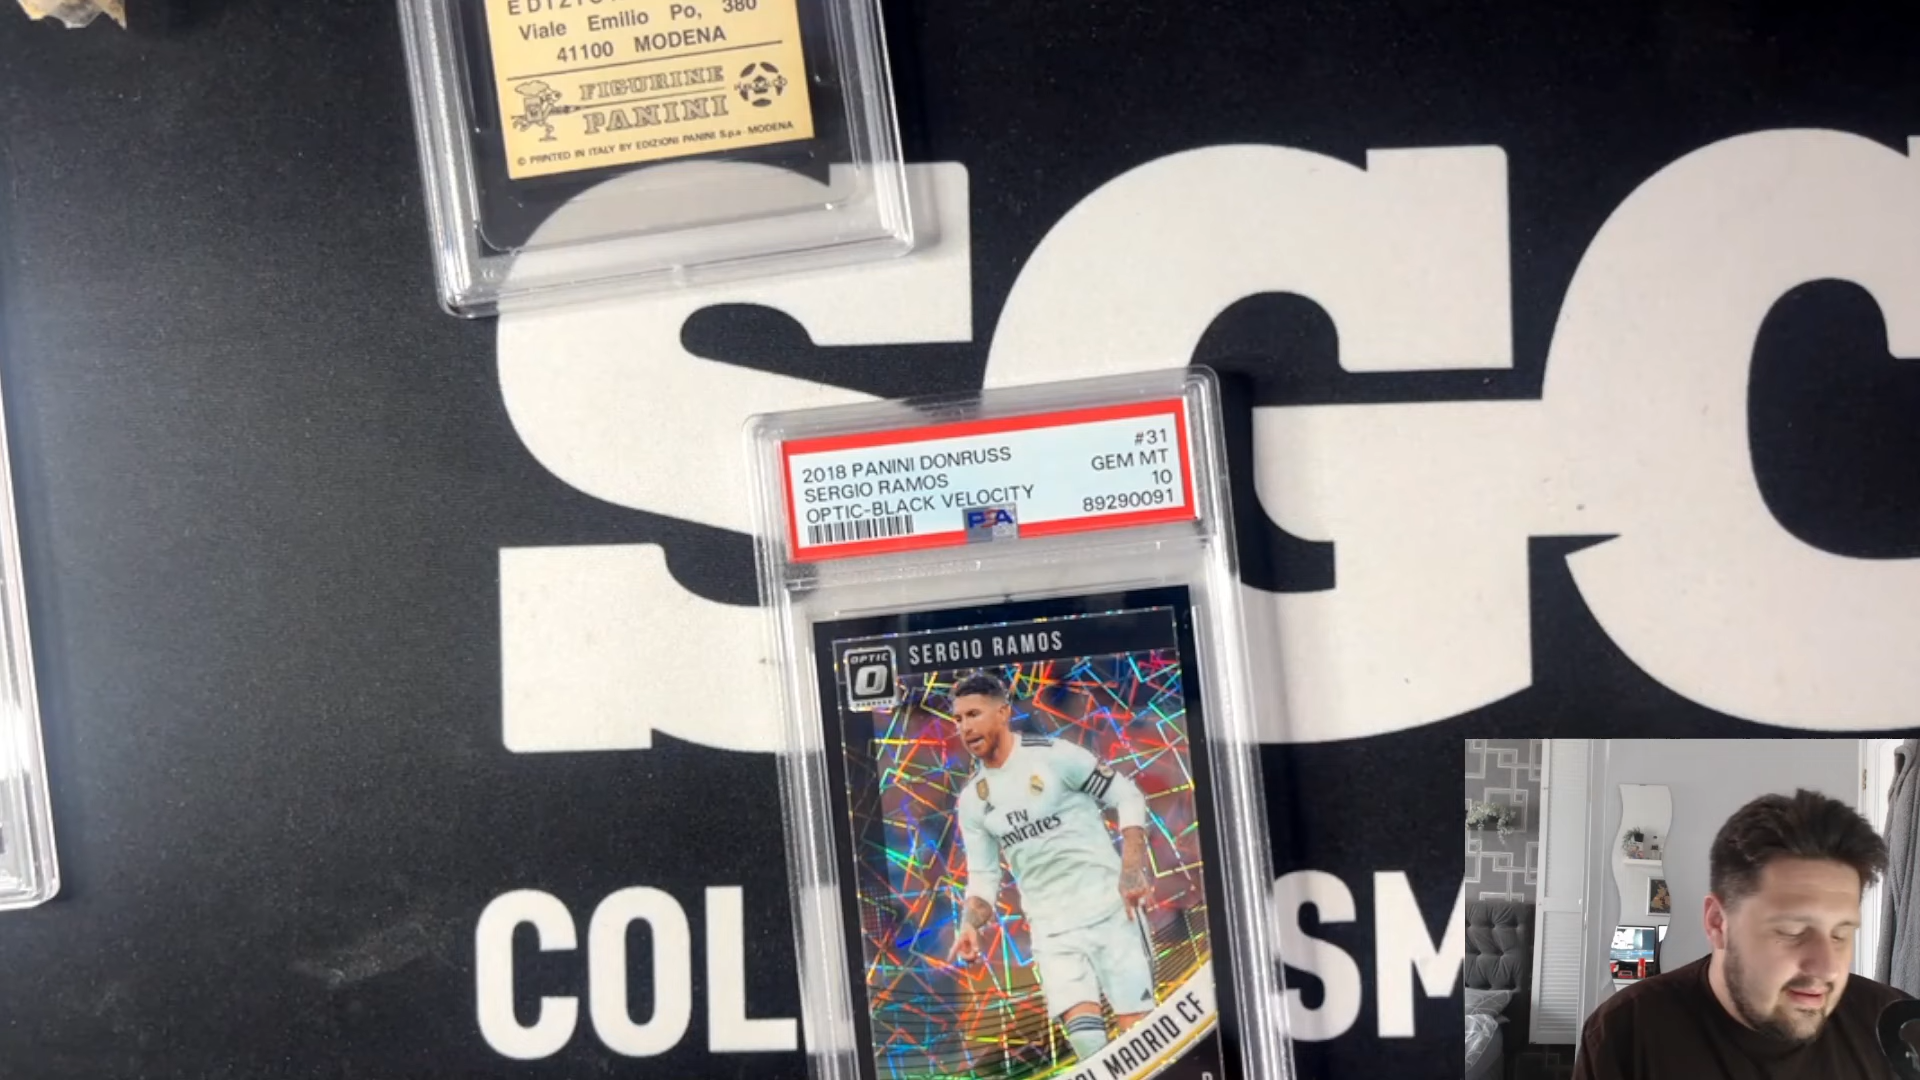 Viale Emilio Po, 380
41100 MODENA
FIGURINE
PANINI
© PRINTED IN ITALY BY EDIZIONI PANINI S.p.a - MODENA
SGC
2018 PANINI DONRUSS #31
SERGIO RAMOS GEM MT
OPTIC-BLACK VELOCITY 10
89290091
PSA
OPTIC
O
DONRUSS
SERGIO RAMOS
Fly
Emirates
MADRID CF
COL
SM